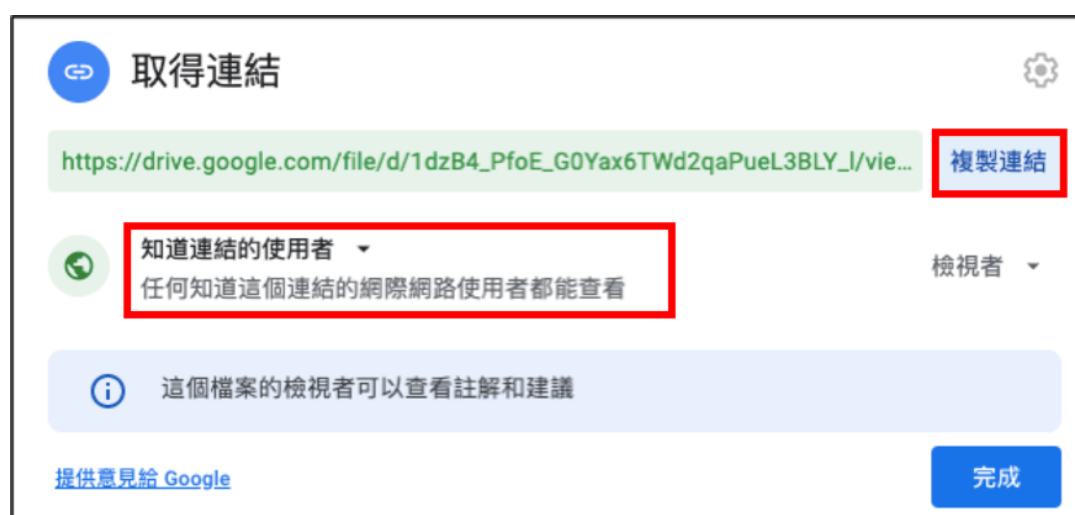 取得連結
https://drive.google.com/file/d/1dzB4_PfoE_G0Yax6TWd2qaPueL3BLY_l/vie...
複製連結
知道連結的使用者
任何知道這個連結的網際網路使用者都能查看
檢視者
這個檔案的檢視者可以查看註解和建議
提供意見給 Google
完成